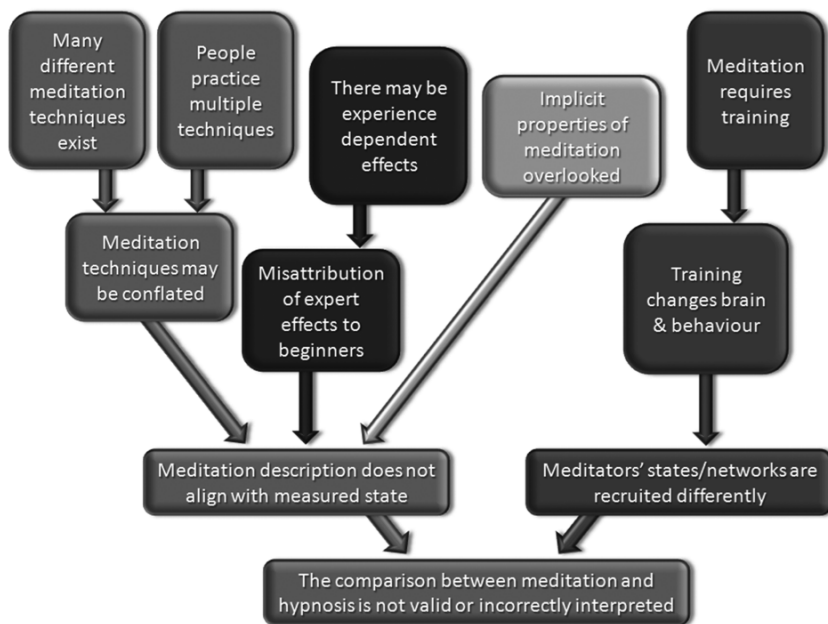 Many
different
meditation
techniques
exist
People
practice
multiple
techniques
There may be
experience
dependent
effects
Implicit
properties of
meditation
overlooked
Meditation
requires
training
Meditation
techniques may
be conflated
Misattribution
of expert
effects to
beginners
Training
changes brain
& behaviour
Meditation description does not
align with measured state
Meditators’ states/networks are
recruited differently
The comparison between meditation and
hypnosis is not valid or incorrectly interpreted